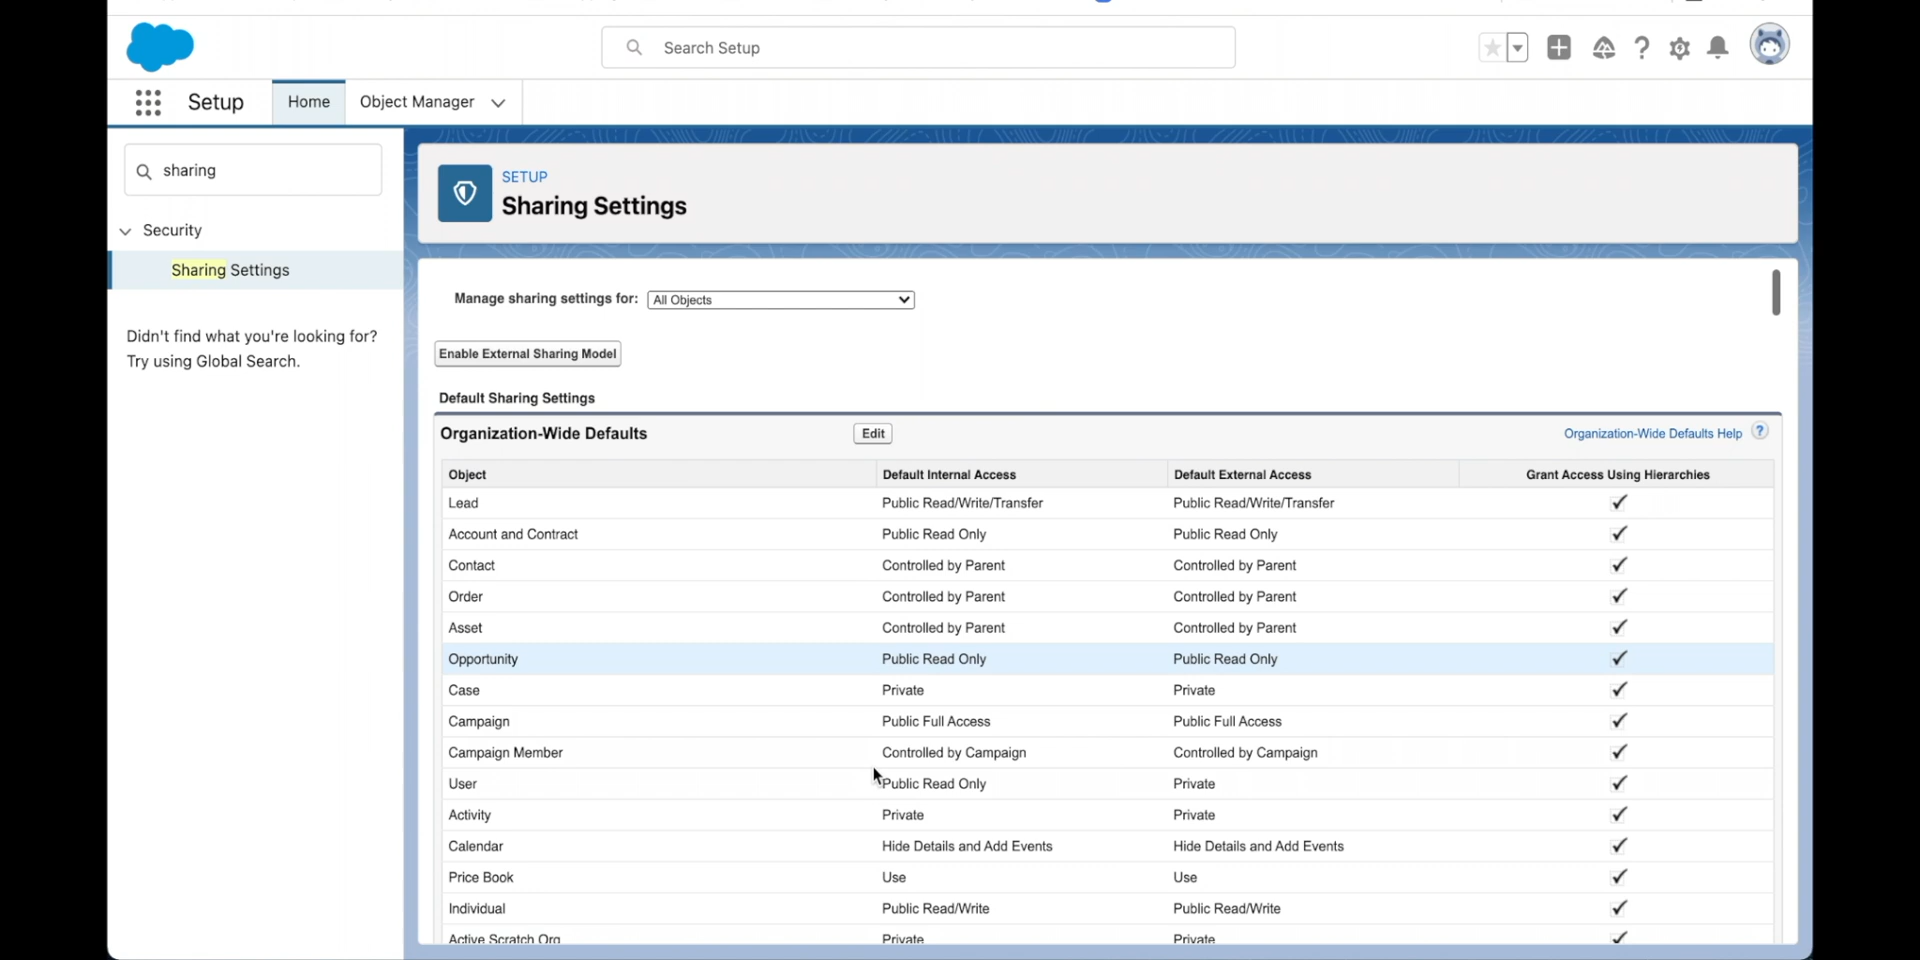 Search Setup
Setup
Home
Object Manager
sharing
Security
Sharing Settings
Didn't find what you're looking for?
Try using Global Search.
SETUP
Sharing Settings
Manage sharing settings for: All Objects
Enable External Sharing Model
Default Sharing Settings
Organization-Wide Defaults Edit Organization-Wide Defaults Help ?
Object Default Internal Access Default External Access Grant Access Using Hierarchies
Lead Public Read/Write/Transfer Public Read/Write/Transfer ✓
Account and Contract Public Read Only Public Read Only ✓
Contact Controlled by Parent Controlled by Parent ✓
Order Controlled by Parent Controlled by Parent ✓
Asset Controlled by Parent Controlled by Parent ✓
Opportunity Public Read Only Public Read Only ✓
Case Private Private ✓
Campaign Public Full Access Public Full Access ✓
Campaign Member Controlled by Campaign Controlled by Campaign ✓
User Public Read Only Private ✓
Activity Private Private ✓
Calendar Hide Details and Add Events Hide Details and Add Events ✓
Price Book Use Use ✓
Individual Public Read/Write Public Read/Write ✓
Active Scratch Org Private Private ✓